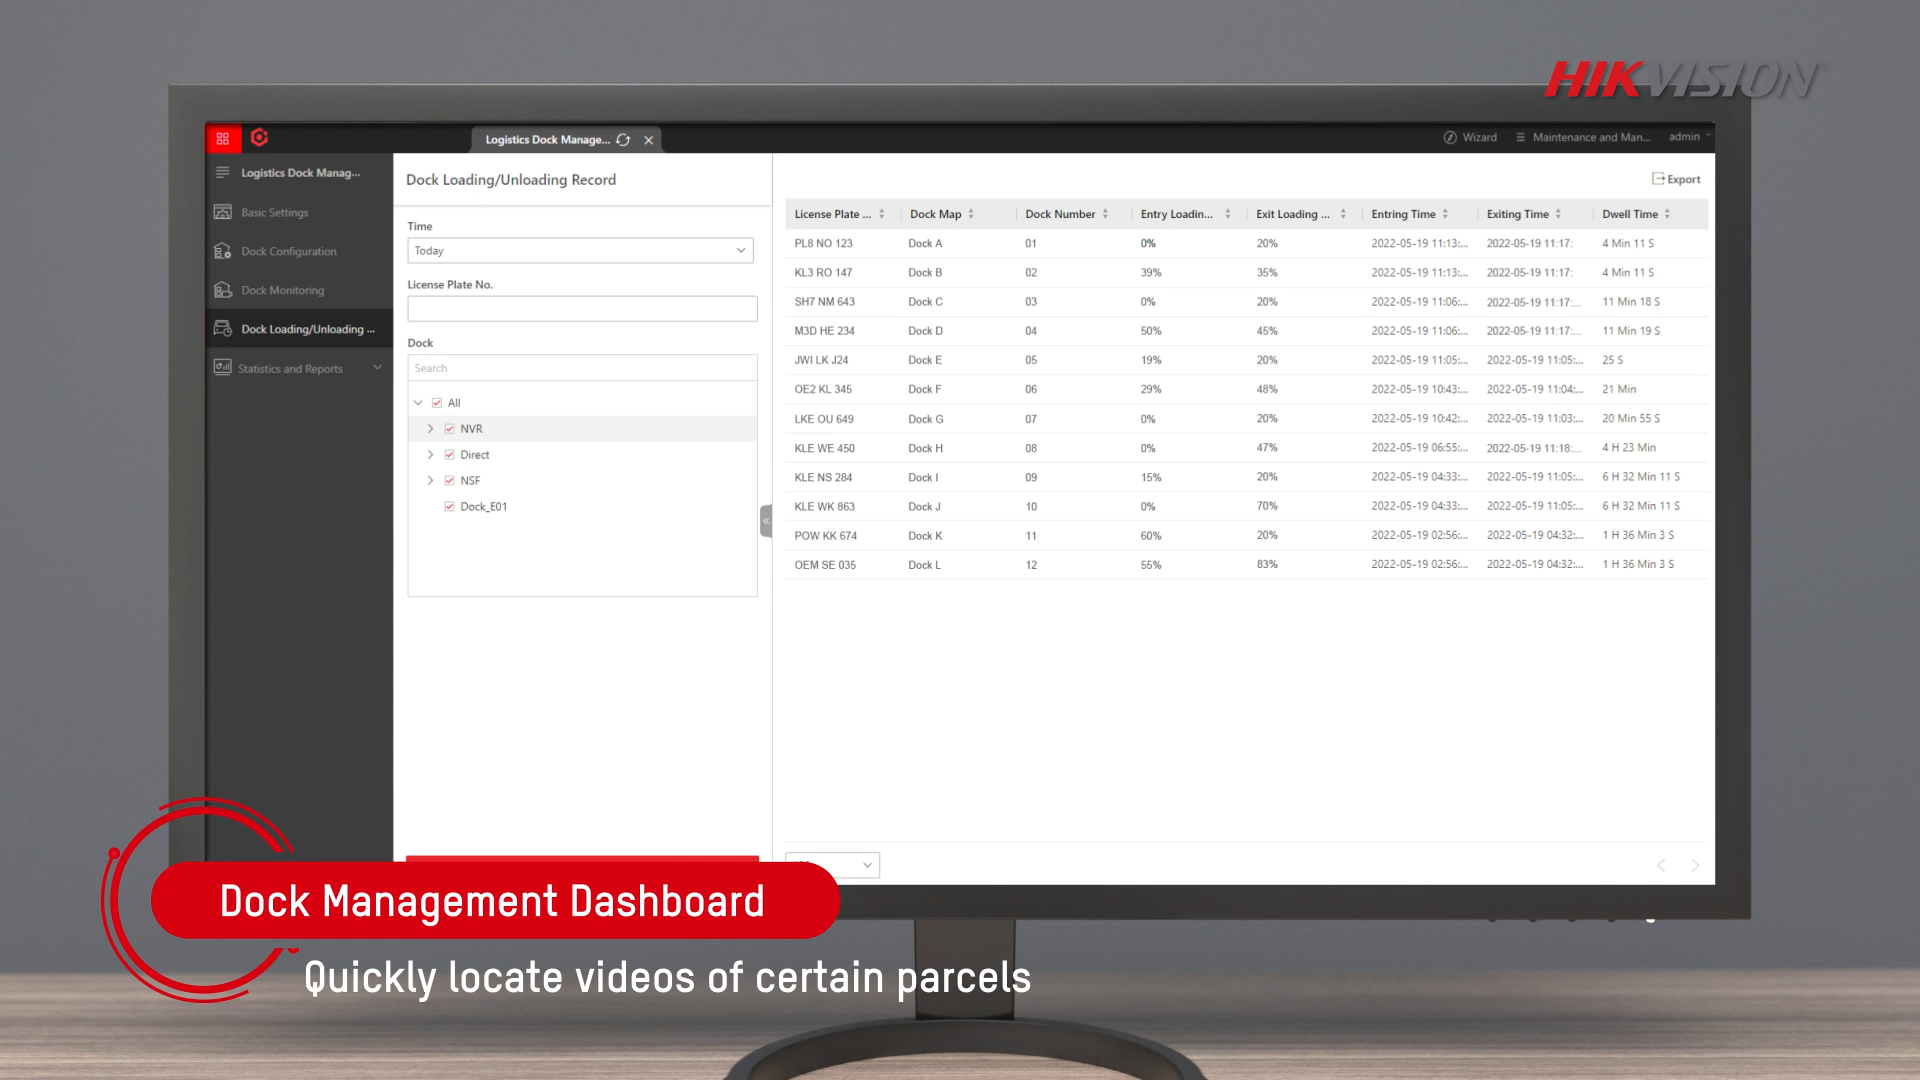 HIKVISION
Logistics Dock Manage...
Wizard
Maintenance and Man...
admin
Logistics Dock Manag...
Basic Settings
Dock Configuration
Dock Monitoring
Dock Loading/Unloading ...
Statistics and Reports
Dock Loading/Unloading Record
Time
Today
License Plate No.
Dock
Search
All
NVR
Direct
NSF
Dock_E01
Export
License Plate ... Dock Map Dock Number Entry Loadin... Exit Loading ... Entring Time Exiting Time Dwell Time
PL8 NO 123 Dock A 01 0% 20% 2022-05-19 11:13:... 2022-05-19 11:17: 4 Min 11 S
KL3 RO 147 Dock B 02 39% 35% 2022-05-19 11:13:... 2022-05-19 11:17: 4 Min 11 S
SH7 NM 643 Dock C 03 0% 20% 2022-05-19 11:06:... 2022-05-19 11:17:... 11 Min 18 S
M3D HE 234 Dock D 04 50% 45% 2022-05-19 11:06:... 2022-05-19 11:17:... 11 Min 19 S
JWI LK J24 Dock E 05 19% 20% 2022-05-19 11:05:... 2022-05-19 11:05:... 25 S
OE2 KL 345 Dock F 06 29% 48% 2022-05-19 10:43:... 2022-05-19 11:04:... 21 Min
LKE OU 649 Dock G 07 0% 20% 2022-05-19 10:42:... 2022-05-19 11:03:... 20 Min 55 S
KLE WE 450 Dock H 08 0% 47% 2022-05-19 06:55:... 2022-05-19 11:18:... 4 H 23 Min
KLE NS 284 Dock I 09 15% 20% 2022-05-19 04:33:... 2022-05-19 11:05:... 6 H 32 Min 11 S
KLE WK 863 Dock J 10 0% 70% 2022-05-19 04:33:... 2022-05-19 11:05:... 6 H 32 Min 11 S
POW KK 674 Dock K 11 60% 20% 2022-05-19 02:56:... 2022-05-19 04:32:... 1 H 36 Min 3 S
OEM SE 035 Dock L 12 55% 83% 2022-05-19 02:56:... 2022-05-19 04:32:... 1 H 36 Min 3 S
Dock Management Dashboard
Quickly locate videos of certain parcels